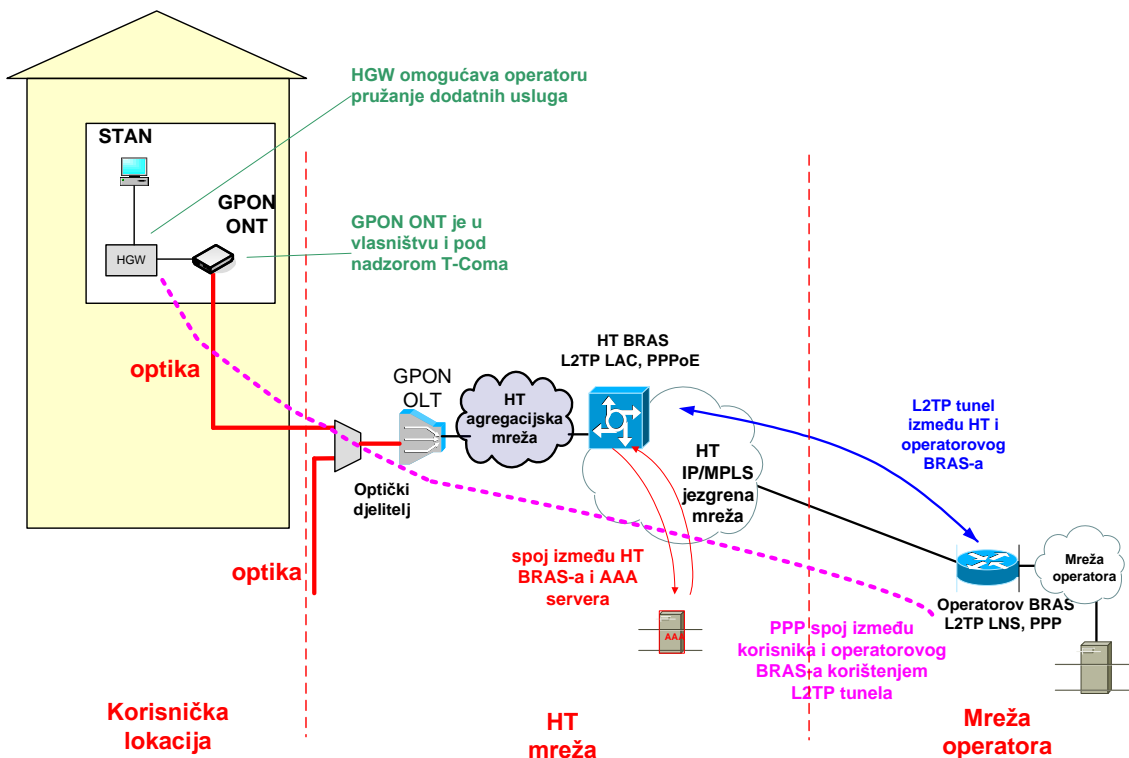 HGW omogućava operatoru
pružanje dodatnih usluga
STAN
GPON
ONT
HGW
GPON ONT je u
vlasništvu i pod
nadzorom T-Coma
optika
optika
GPON
OLT
Optički
djelitelj
HT
agregacijska
mreža
HT BRAS
L2TP LAC, PPPoE
HT
IP/MPLS
jezgrena
mreža
L2TP tunel
između HT i
operatorovog
BRAS-a
spoj između HT
BRAS-a i AAA
servera
AAA
PPP spoj između
korisnika i operatorovog
BRAS-a korištenjem
L2TP tunela
Operatorov BRAS
L2TP LNS, PPP
Mreža
operatora
Korisnička
lokacija
HT
mreža
Mreža
operatora